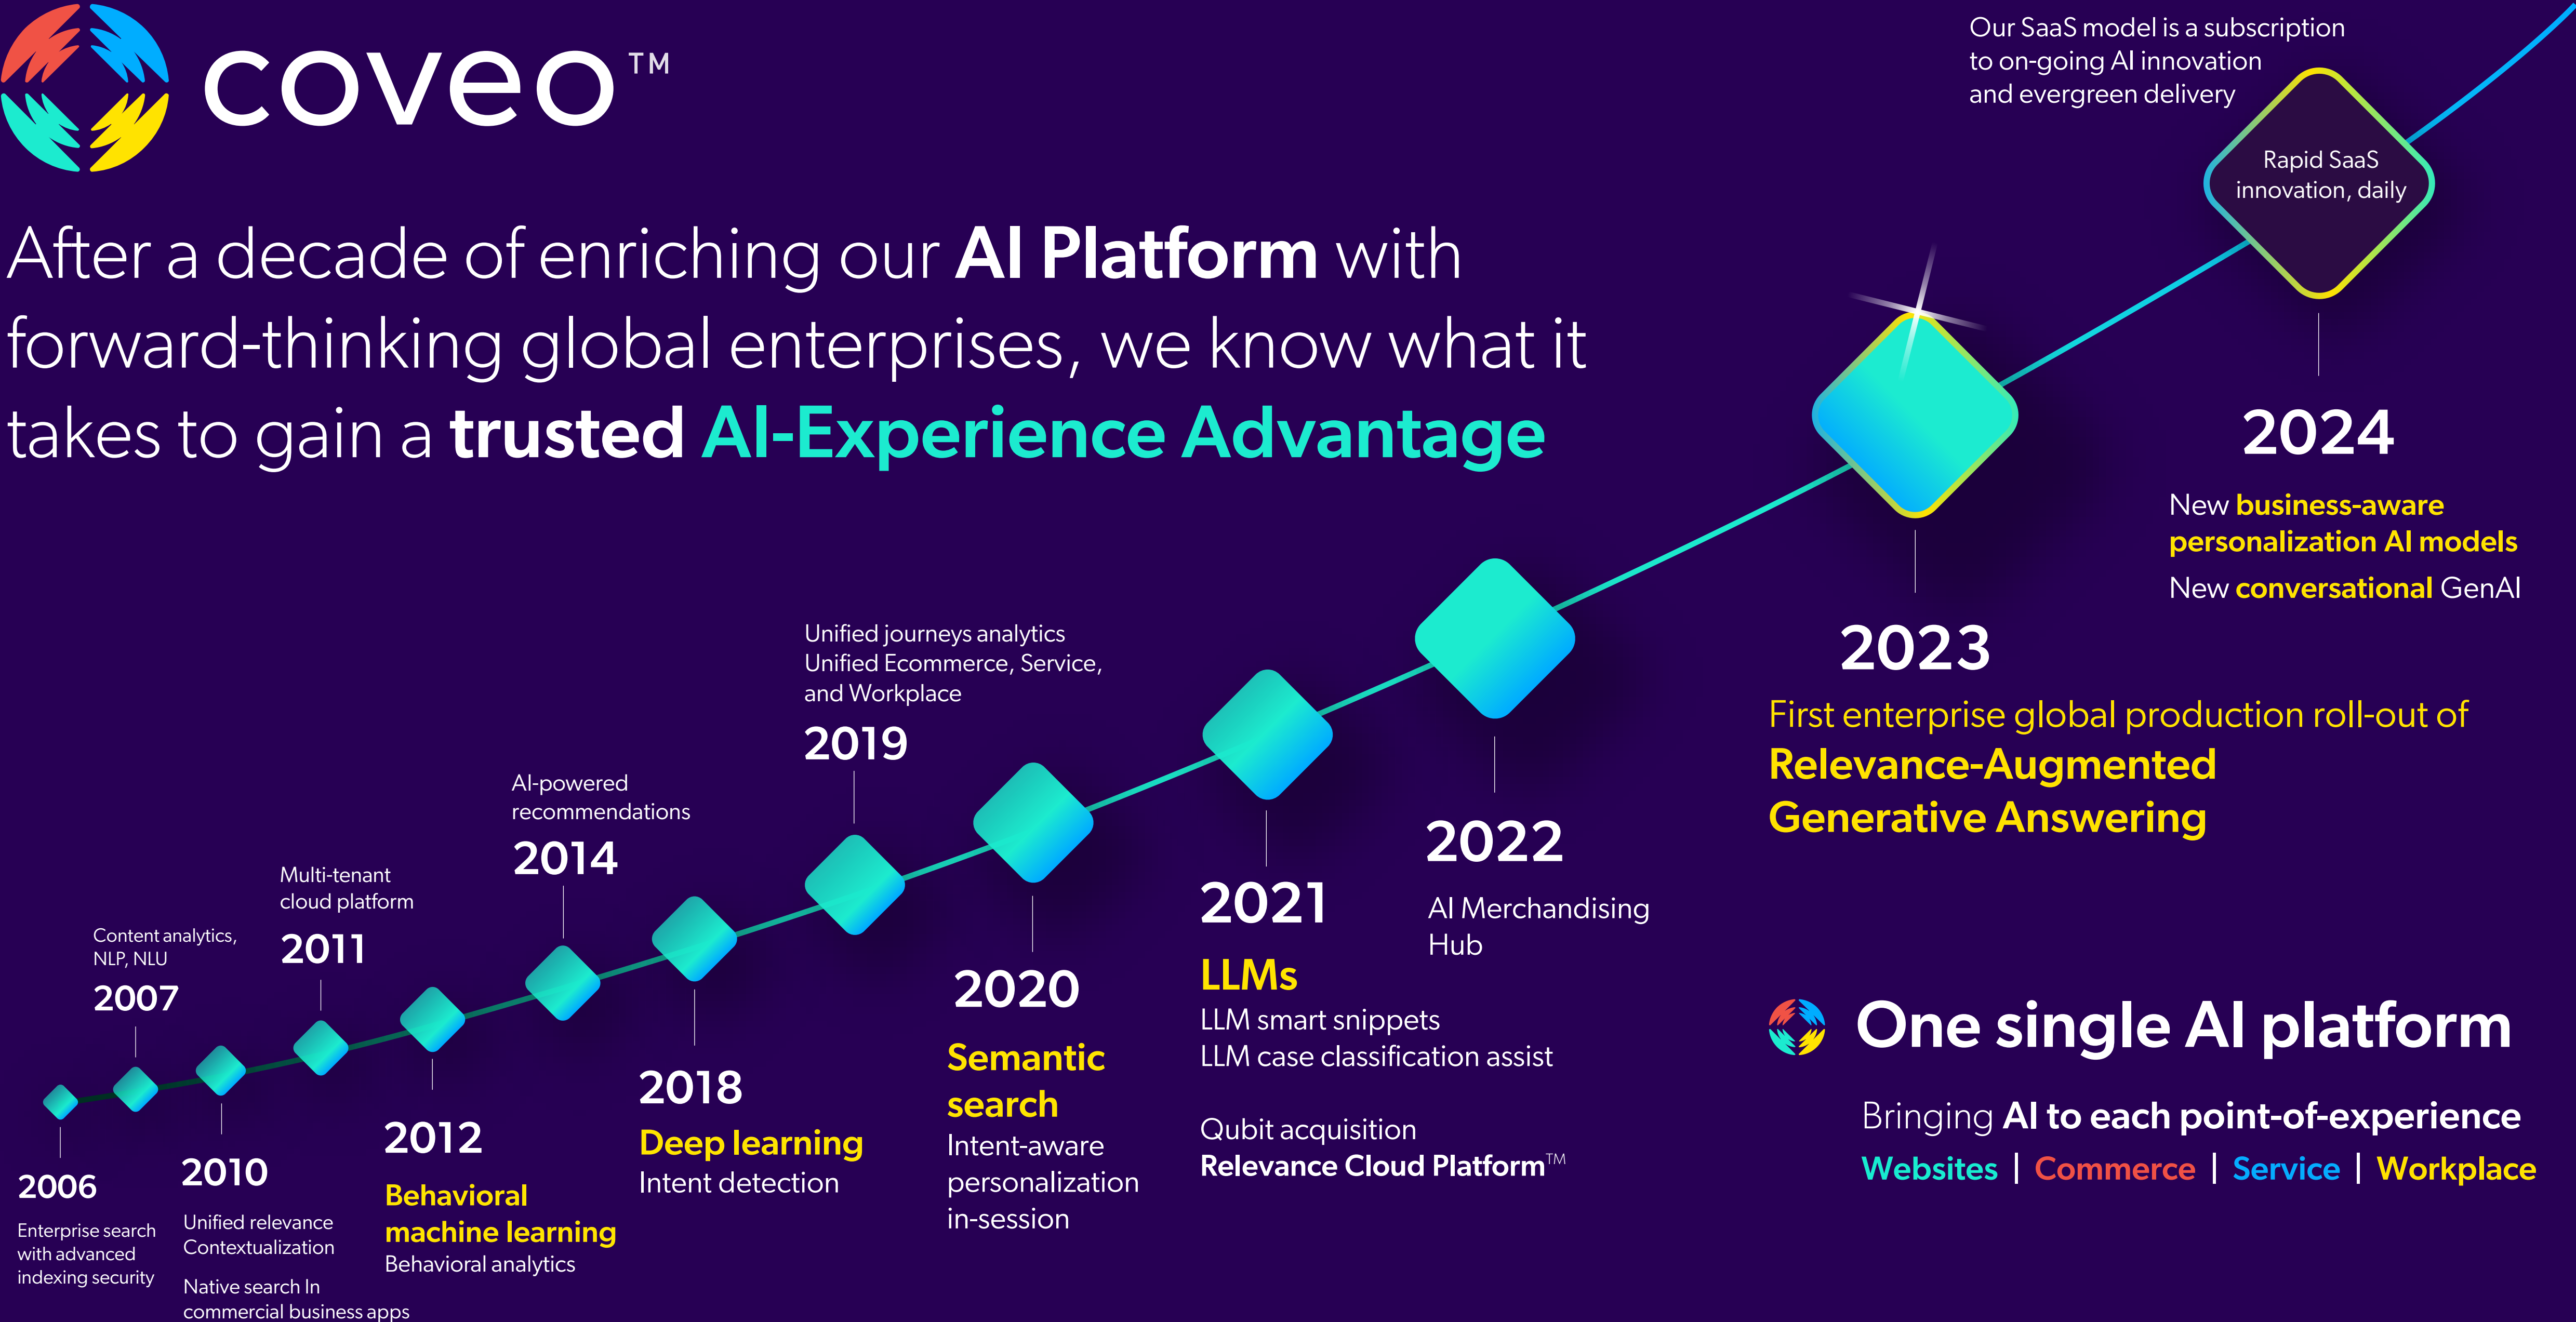 coveo™
After a decade of enriching our AI Platform with
forward-thinking global enterprises, we know what it
takes to gain a trusted AI-Experience Advantage
2006
Enterprise search
with advanced
indexing security
Content analytics,
NLP, NLU
2007
2010
Unified relevance
Contextualization
Native search In
commercial business apps
Multi-tenant
cloud platform
2011
2012
Behavioral
machine learning
Behavioral analytics
AI-powered
recommendations
2014
2018
Deep learning
Intent detection
Unified journeys analytics
Unified Ecommerce, Service,
and Workplace
2019
2020
Semantic
search
Intent-aware
personalization
in-session
2021
LLMs
LLM smart snippets
LLM case classification assist
Qubit acquisition
Relevance Cloud Platform™
2022
AI Merchandising
Hub
2023
First enterprise global production roll-out of
Relevance-Augmented
Generative Answering
Our SaaS model is a subscription
to on-going AI innovation
and evergreen delivery
Rapid SaaS
innovation, daily
2024
New business-aware
personalization AI models
New conversational GenAI
One single AI platform
Bringing AI to each point-of-experience
Websites | Commerce | Service | Workplace